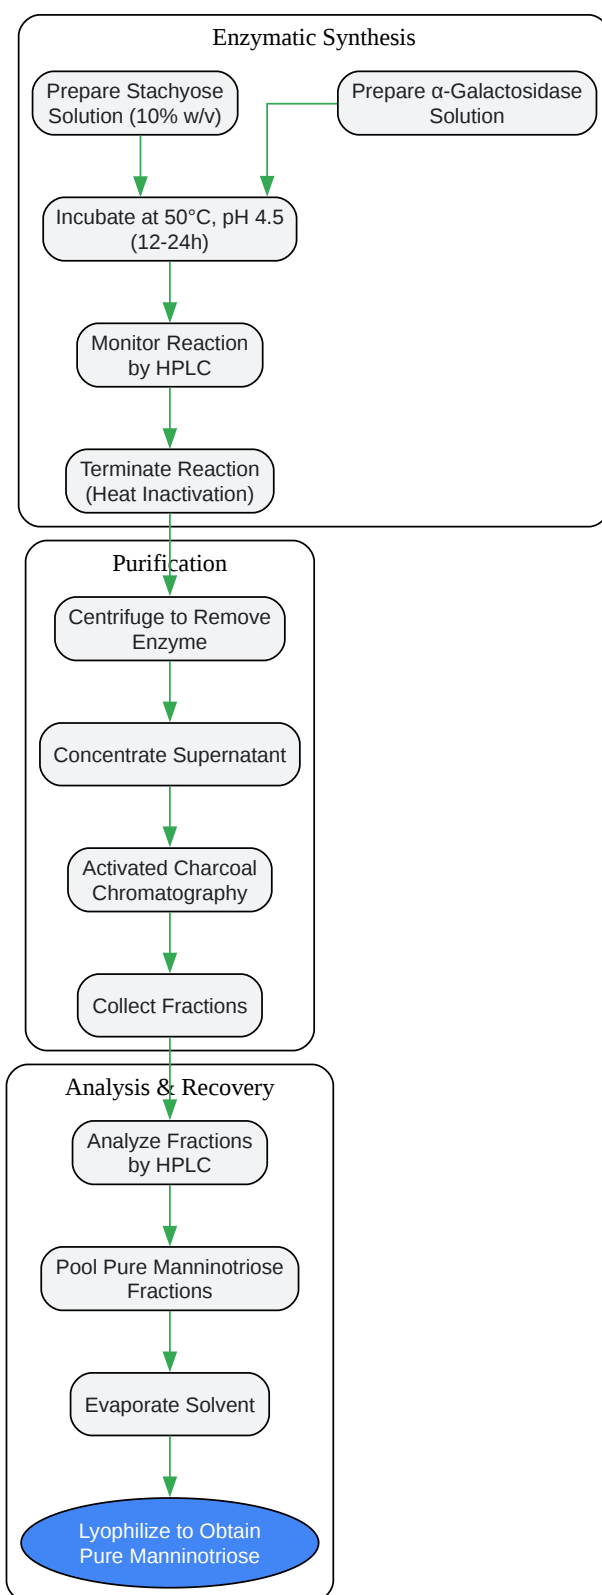 Enzymatic Synthesis
Prepare Stachyose
Solution (10% w/v)
Prepare α-Galactosidase
Solution
Incubate at 50°C, pH 4.5
(12-24h)
Monitor Reaction
by HPLC
Terminate Reaction
(Heat Inactivation)
Purification
Centrifuge to Remove
Enzyme
Concentrate Supernatant
Activated Charcoal
Chromatography
Collect Fractions
Analysis & Recovery
Analyze Fractions
by HPLC
Pool Pure Manninotriose
Fractions
Evaporate Solvent
Lyophilize to Obtain
Pure Manninotriose